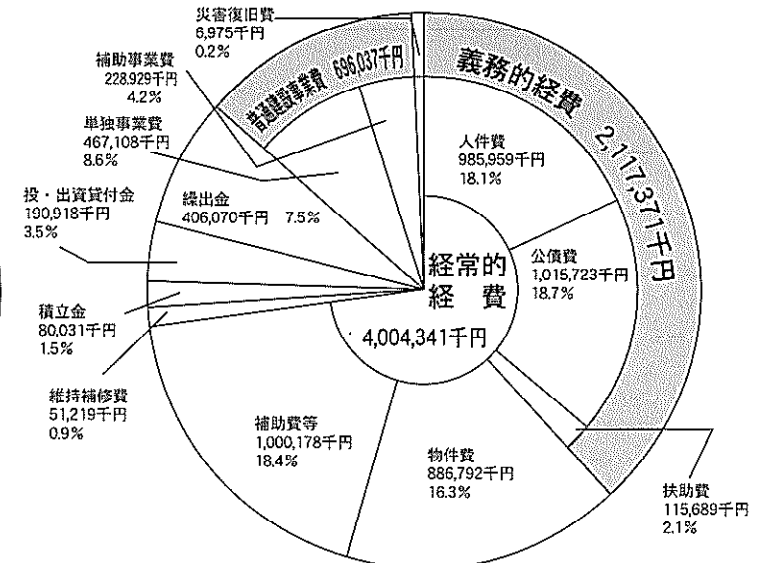 災害復旧費
6,975千円
0.2%
補助事業費
228,929千円
4.2%
単独事業費
467,108千円
8.6%
投・出資貸付金
190,918千円
3.5%
繰出金
406,070千円 7.5%
積立金
80,031千円
1.5%
維持補修費
51,219千円
0.9%
普通建設事業費 696,037千円
義務的経費 2,117,371千円
人件費
985,959千円
18.1%
公債費
1,015,723千円
18.7%
経常的
経費
4,004,341千円
補助費等
1,000,178千円
18.4%
物件費
886,792千円
16.3%
扶助費
115,689千円
2.1%